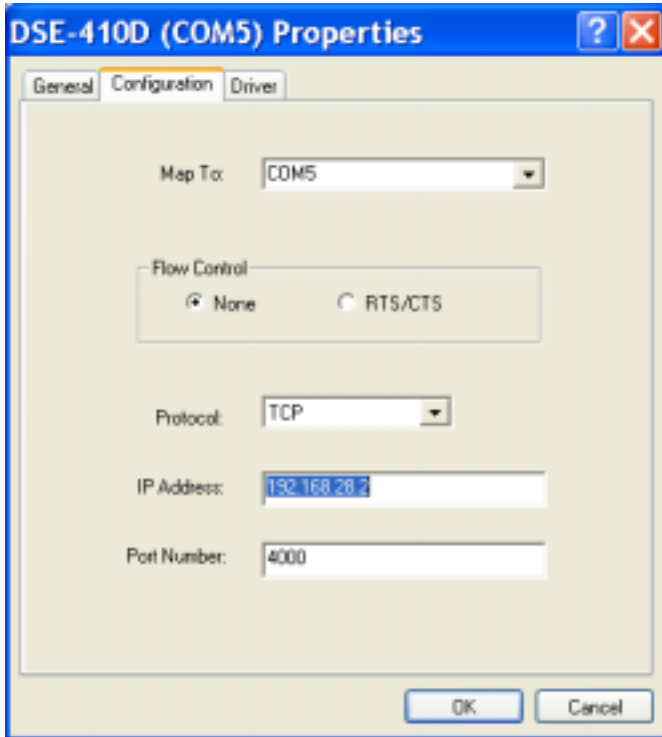 DSE-410D (COM5) Properties
General Configuration Driver
Map To: COM5
Flow Control
None RTS/CTS
Protocol: TCP
IP Address: 192.168.28.2
Port Number: 4000
OK Cancel